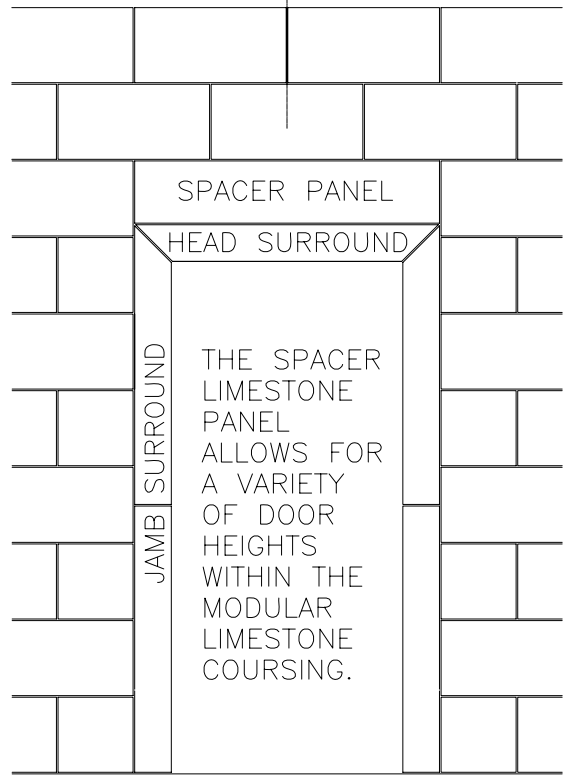 SPACER PANEL
HEAD SURROUND
JAMB SURROUND
THE SPACER
LIMESTONE
PANEL
ALLOWS FOR
A VARIETY
OF DOOR
HEIGHTS
WITHIN THE
MODULAR
LIMESTONE
COURSING.